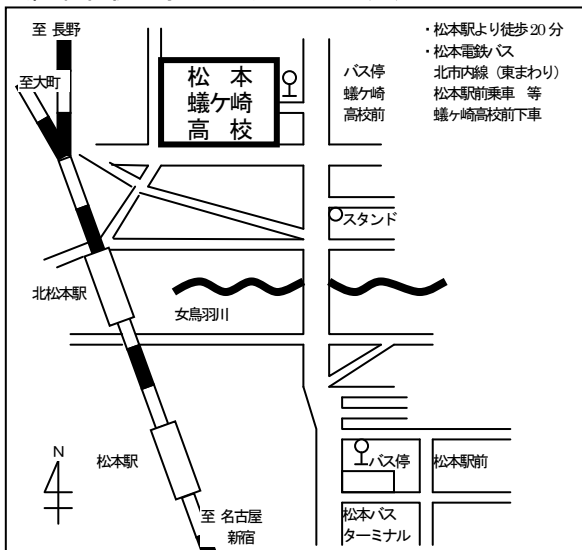 至 長野
至大町
松 本
蟻ケ崎
高 校
バス停
蟻ケ崎
高校前
・松本駅より徒歩20分
・松本電鉄バス
北市内線（東まわり）
松本駅前乗車 等
蟻ヶ崎高校前下車
スタンド
北松本駅
女鳥羽川
N
松本駅
バス停
松本駅前
至 名古屋
新宿
松本バス
ターミナル